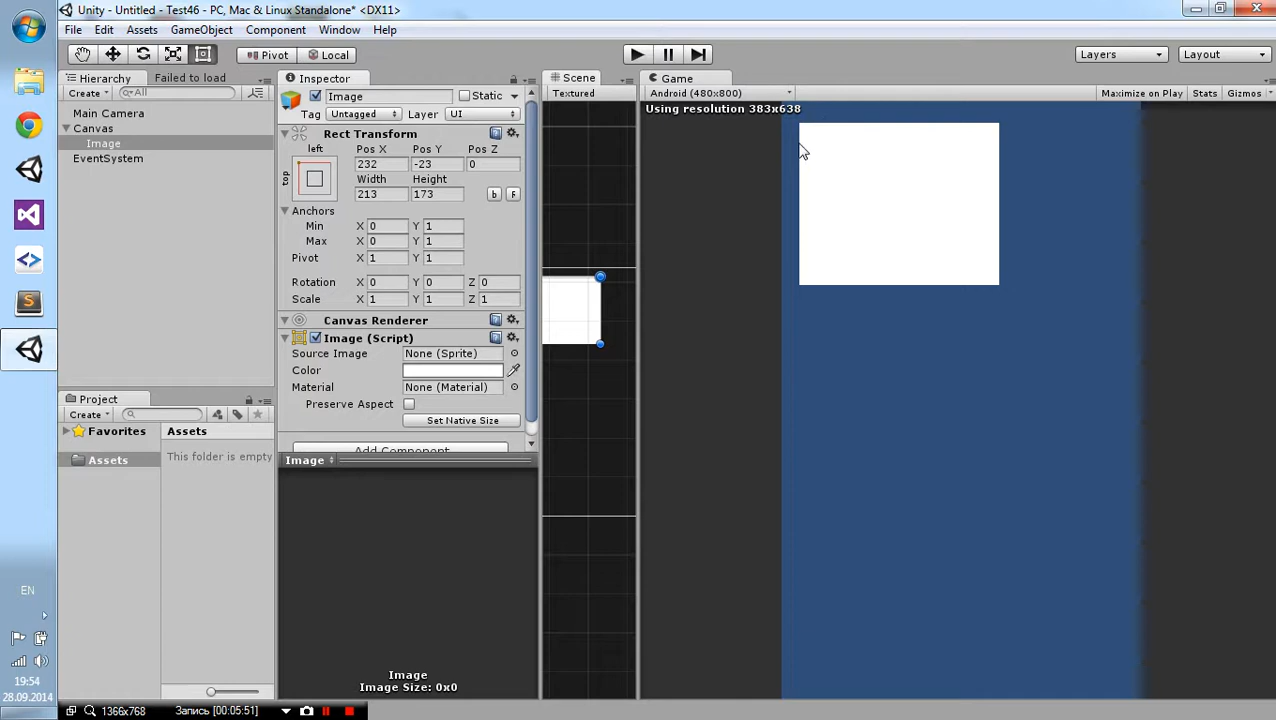 Unity - Untitled - Test46 - PC, Mac & Linux Standalone* <DX11>
File Edit Assets GameObject Component Window Help
Pivot Local Layers Layout
Hierarchy Failed to load
Create All
Main Camera
Canvas
Image
EventSystem
Inspector
Image Static
Tag Untagged Layer UI
Rect Transform
left
top
Pos X Pos Y Pos Z
232 -23 0
Width Height
213 173 b F
Anchors
Min X 0 Y 1
Max X 0 Y 1
Pivot X 1 Y 1
Rotation X 0 Y 0 Z 0
Scale X 1 Y 1 Z 1
Canvas Renderer
Image (Script)
Source Image None (Sprite)
Color
Material None (Material)
Preserve Aspect
Set Native Size
Add Component
Image
Image
Image Size: 0x0
Scene
Textured
Game
Android (480x800) Maximize on Play Stats Gizmos
Using resolution 383x638
Project
Create
Favorites
Assets
Assets
This folder is empty
EN
19:54
28.09.2014
1366x768 Запись [00:05:51]